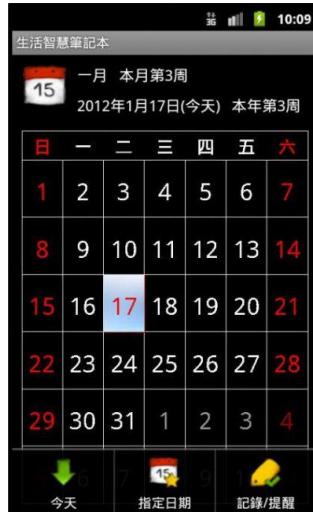 3G 10:09
生活智慧筆記本
15
一月 本月第3周
2012年1月17日(今天) 本年第3周
日 一 二 三 四 五 六
1 2 3 4 5 6 7
8 9 10 11 12 13 14
15 16 17 18 19 20 21
22 23 24 25 26 27 28
29 30 31 1 2 3 4
6 7 15 9
今天 指定日期 記錄/提醒